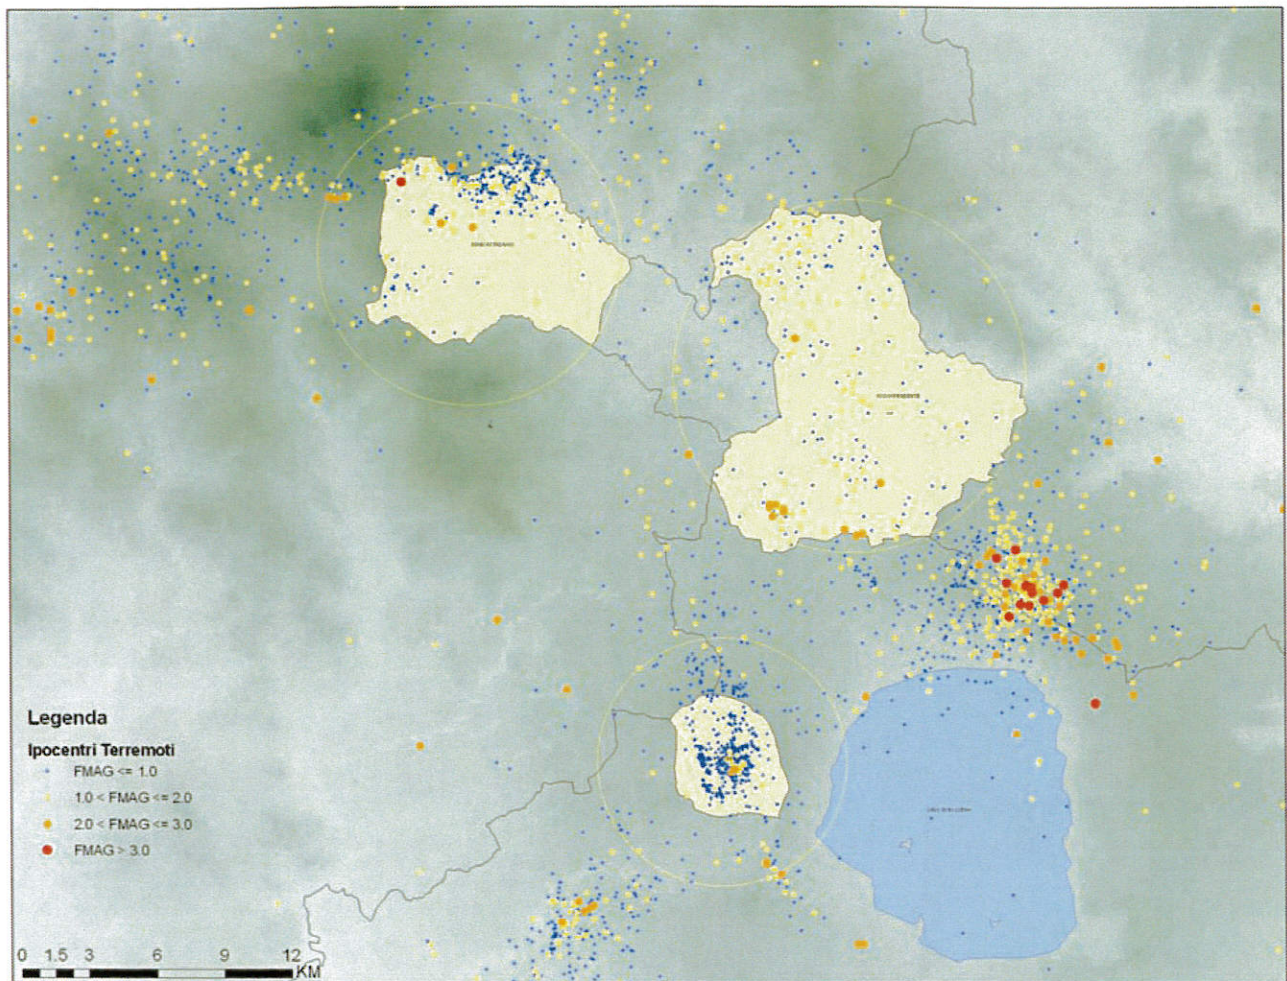 Legenda
Ipocentri Terremoti
FMAG <= 1.0
1.0 < FMAG <= 2.0
2.0 < FMAG <= 3.0
FMAG > 3.0
0 1.5 3 6 9 12
KM